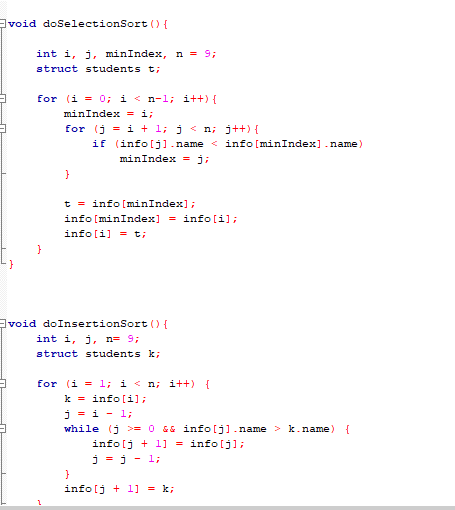 void doSelectionSort(){
int i, j, minIndex, n = 9;
struct students t;
for (i = 0; i < n-1; i++){
minIndex = i;
for (j = i + 1; j < n; j++){
if (info[j].name < info[minIndex].name)
minIndex = j;
}
t = info[minIndex];
info[minIndex] = info[i];
info[i] = t;
}
}
void doInsertionSort(){
int i, j, n= 9;
struct students k;
for (i = 1; i < n; i++) {
k = info[i];
j = i - 1;
while (j >= 0 && info[j].name > k.name) {
info[j + 1] = info[j];
j = j - 1;
}
info[j + 1] = k;
}